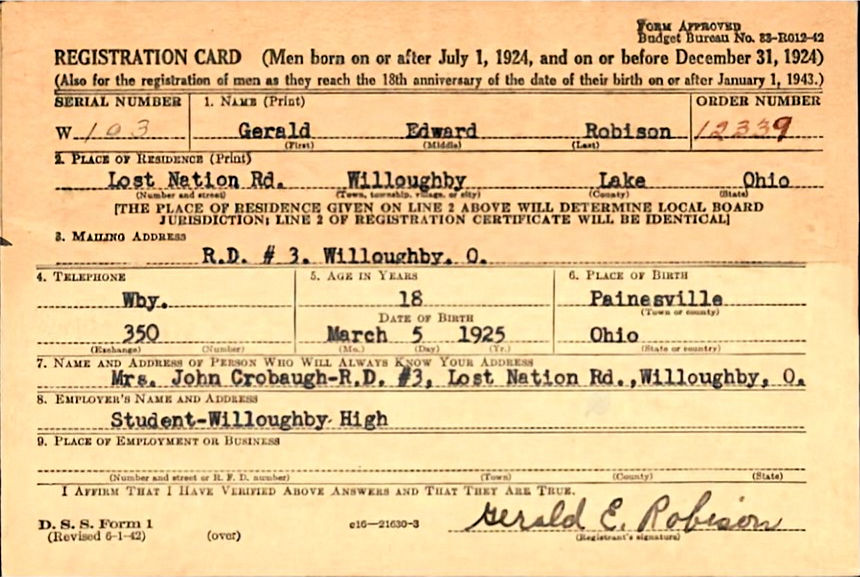 FORM APPROVED
Budget Bureau No. 33-R012-42
REGISTRATION CARD (Men born on or after July 1, 1924, and on or before December 31, 1924)
(Also for the registration of men as they reach the 18th anniversary of the date of their birth on or after January 1, 1943.)
SERIAL NUMBER 1. NAME (Print) ORDER NUMBER
W 103 Gerald Edward Robison 12339
(First) (Middle) (Last)
2. PLACE OF RESIDENCE (Print)
Lost Nation Rd. Willoughby Lake Ohio
(Number and street) (Town, township, village, or city) (County) (State)
[THE PLACE OF RESIDENCE GIVEN ON LINE 2 ABOVE WILL DETERMINE LOCAL BOARD
JURISDICTION; LINE 2 OF REGISTRATION CERTIFICATE WILL BE IDENTICAL]
3. MAILING ADDRESS
R.D. # 3. Willoughby. O.
4. TELEPHONE 5. AGE IN YEARS 6. PLACE OF BIRTH
Wby. 18 Painesville
DATE OF BIRTH (Town or county)
350 March 5 1925 Ohio
(Exchange) (Number) (Mo.) (Day) (Yr.) (State or country)
7. NAME AND ADDRESS OF PERSON WHO WILL ALWAYS KNOW YOUR ADDRESS
Mrs. John Crobaugh-R.D. #3, Lost Nation Rd.,Willoughby, O.
8. EMPLOYER'S NAME AND ADDRESS
Student-Willoughby High
9. PLACE OF EMPLOYMENT OR BUSINESS
(Number and street or R. F. D. number) (Town) (County) (State)
I AFFIRM THAT I HAVE VERIFIED ABOVE ANSWERS AND THAT THEY ARE TRUE.
D. S. S. Form 1 c16—21630-3 Gerald E. Robison
(Revised 6-1-42) (over) (Registrant's signature)